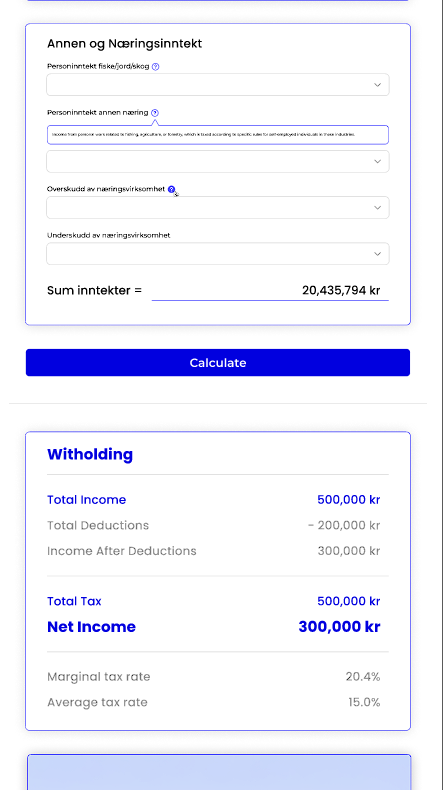 Annen og Næringsinntekt
Personinntekt fiske/jord/skog ?
Personinntekt annen næring ?
Income from personal work related to fishing, agriculture, or forestry, which is taxed according to specific rules for self-employed individuals in these industries.
Overskudd av næringsvirksomhet ?
Underskudd av næringsvirksomhet
Sum inntekter = 20,435,794 kr
Calculate
Witholding
Total Income 500,000 kr
Total Deductions - 200,000 kr
Income After Deductions 300,000 kr
Total Tax 500,000 kr
Net Income 300,000 kr
Marginal tax rate 20.4%
Average tax rate 15.0%